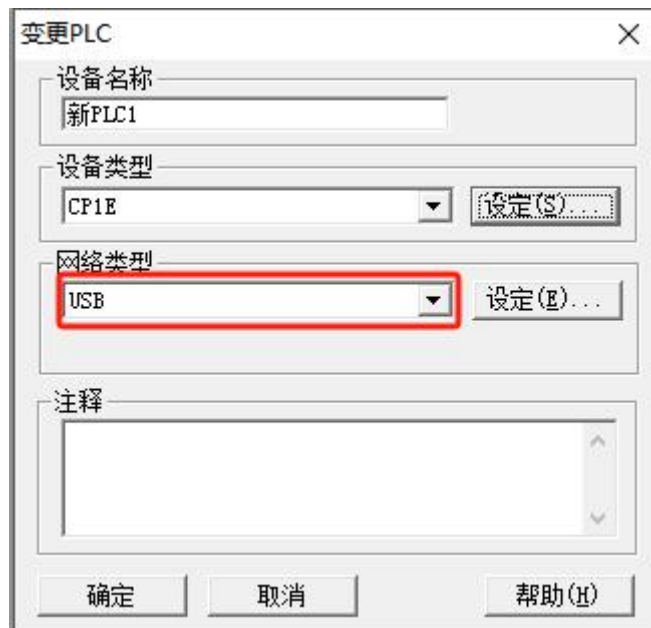 变更PLC
设备名称
新PLC1
设备类型
CP1E
设定(S)...
网络类型
USB
设定(E)...
注释
确定
取消
帮助(H)